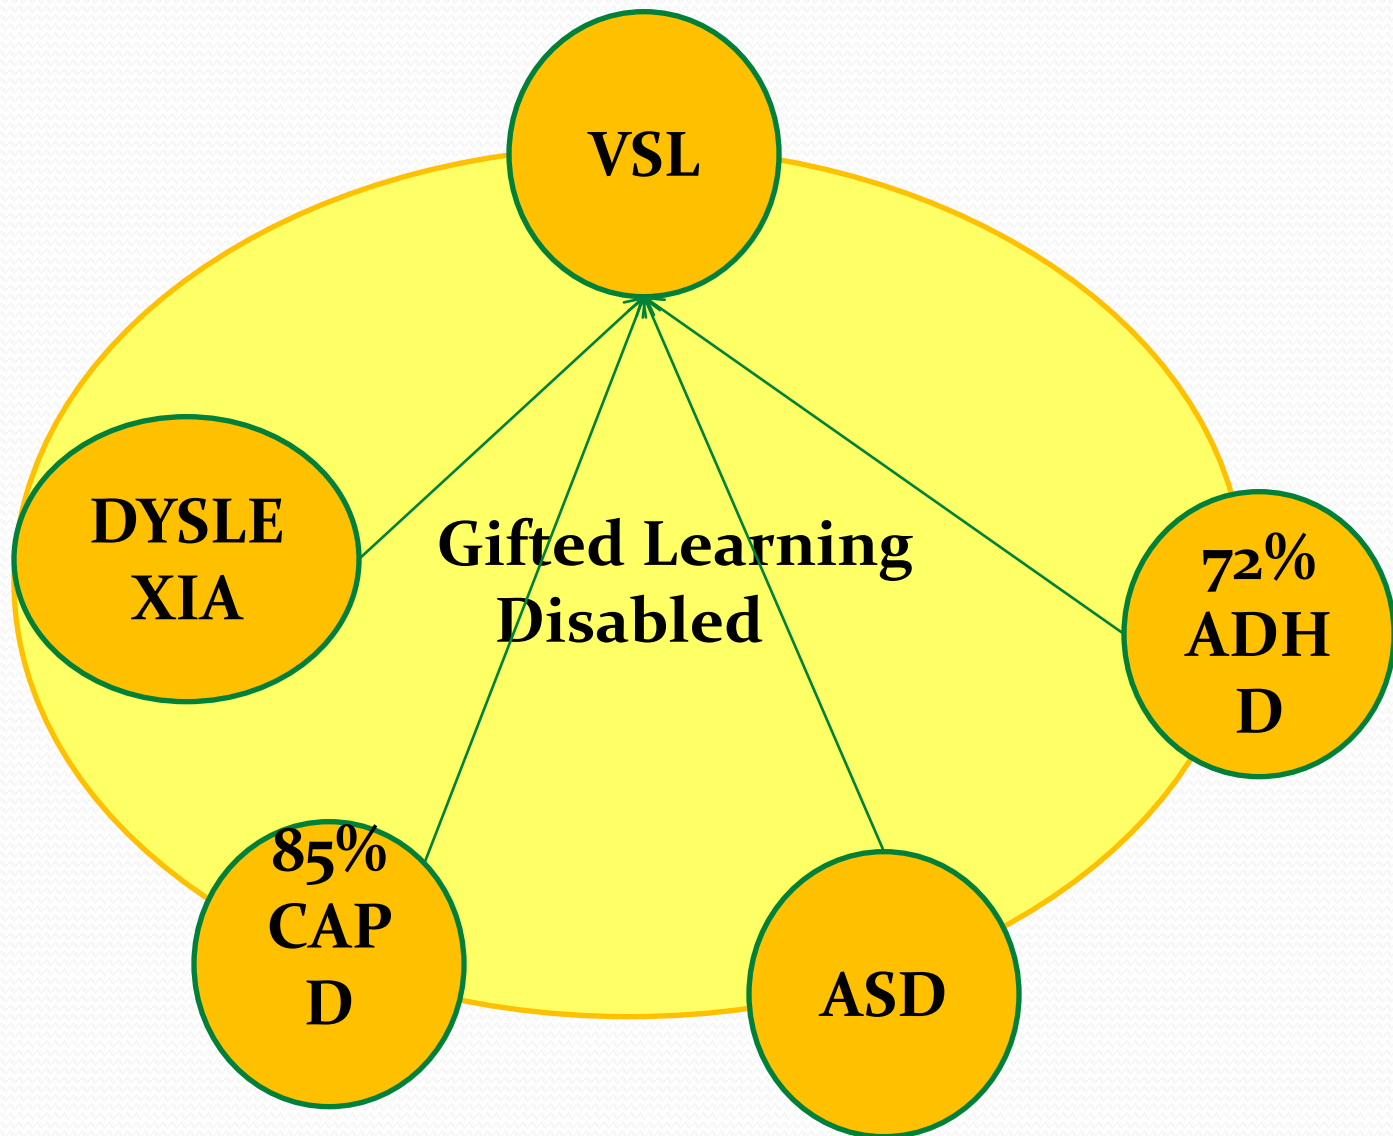 VSL
DYSLE
XIA
Gifted Learning
Disabled
72%
ADH
D
85%
CAP
D
ASD